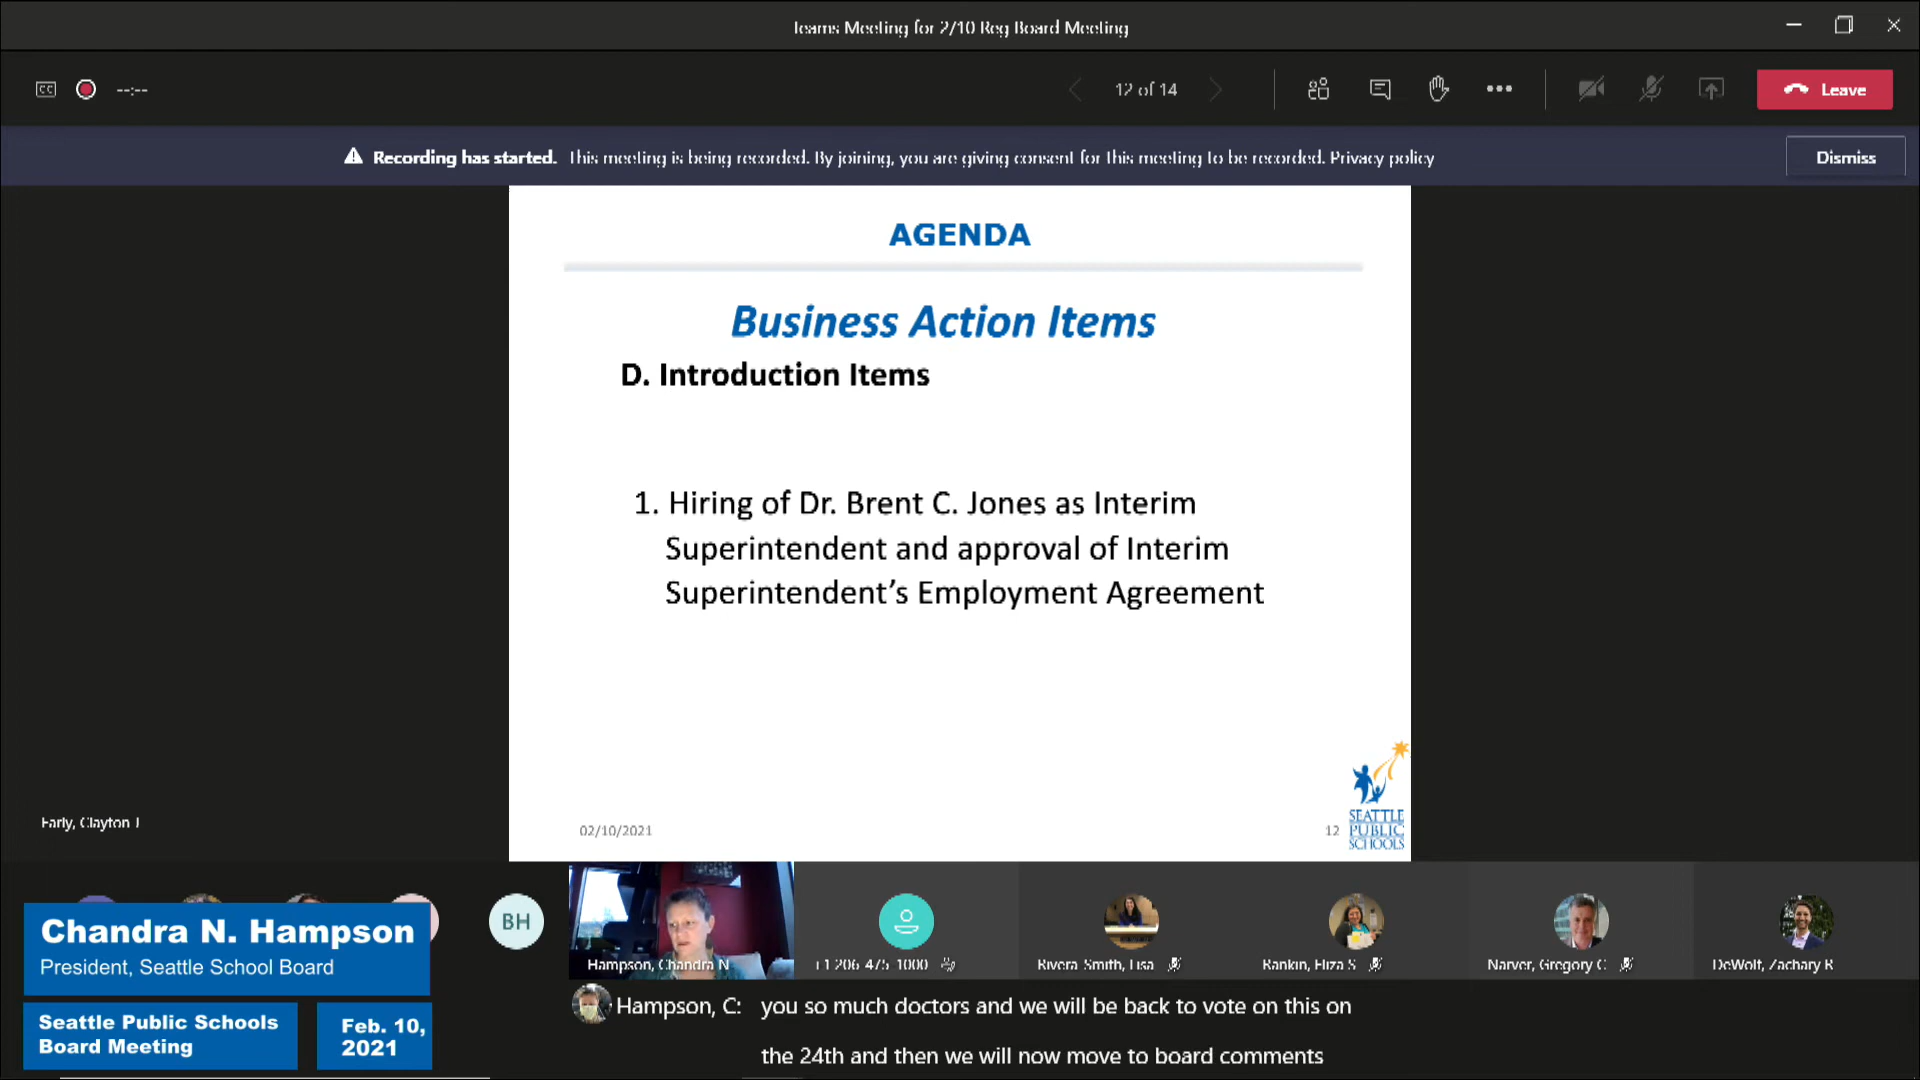 Teams Meeting for 2/10 Reg Board Meeting
CC
--:--
12 of 14
Leave
Recording has started. This meeting is being recorded. By joining, you are giving consent for this meeting to be recorded. Privacy policy
Dismiss
AGENDA
Business Action Items
D. Introduction Items
1. Hiring of Dr. Brent C. Jones as Interim
Superintendent and approval of Interim
Superintendent's Employment Agreement
02/10/2021
12
SEATTLE
PUBLIC
SCHOOLS
Early, Clayton J
BH
Hampson, Chandra N
+1 206-475-1000
Rivera-Smith, Lisa
Rankin, Eliza S
Narver, Gregory C
DeWolf, Zachary R
Chandra N. Hampson
President, Seattle School Board
Seattle Public Schools
Board Meeting
Feb. 10,
2021
Hampson, C: you so much doctors and we will be back to vote on this on
the 24th and then we will now move to board comments